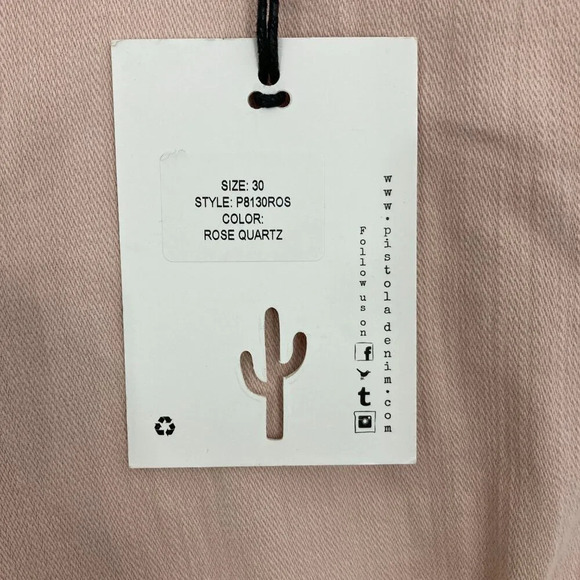 SIZE: 30
STYLE: P8130ROS
COLOR:
ROSE QUARTZ
www.pistoladenim.com
Follow us on